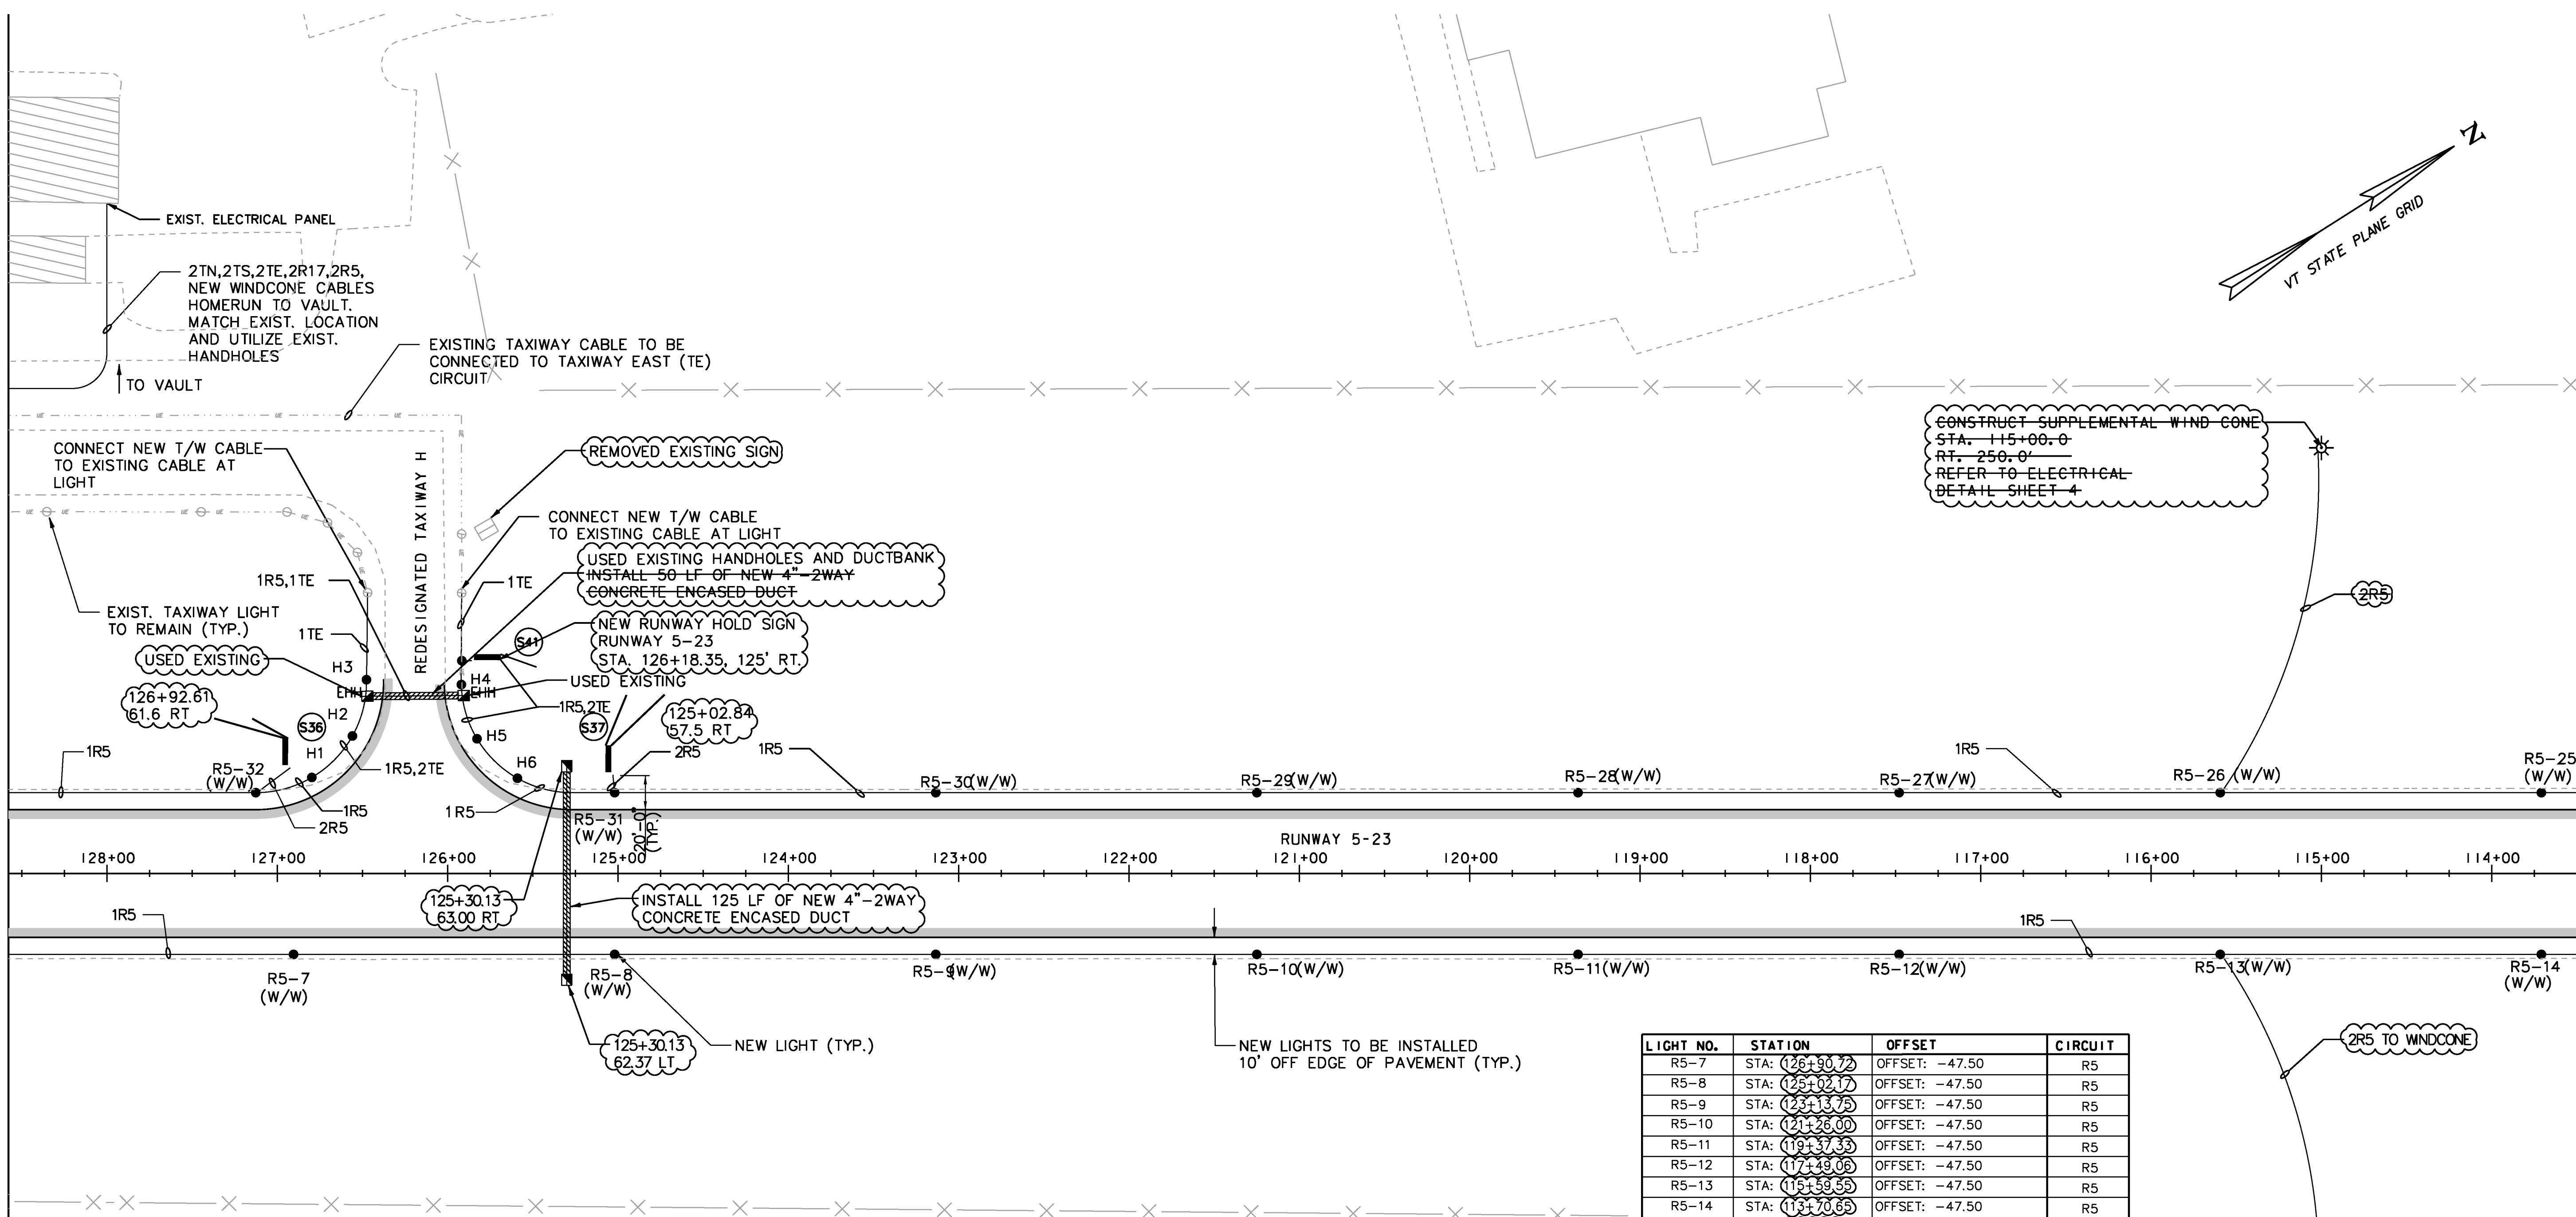 N
VT STATE PLANE GRID
EXIST. ELECTRICAL PANEL
2TN,2TS,2TE,2R17,2R5,
NEW WINDCONE CABLES
HOMERUN TO VAULT.
MATCH EXIST. LOCATION
AND UTILIZE EXIST.
HANDHOLES
TO VAULT
EXISTING TAXIWAY CABLE TO BE
CONNECTED TO TAXIWAY EAST (TE)
CIRCUIT
UE UE UE UE
CONNECT NEW T/W CABLE
TO EXISTING CABLE AT
LIGHT
REDESIGNATED TAXIWAY H
REMOVED EXISTING SIGN
CONNECT NEW T/W CABLE
TO EXISTING CABLE AT LIGHT
USED EXISTING HANDHOLES AND DUCTBANK
INSTALL 50 LF OF NEW 4"-2WAY
CONCRETE ENCASED DUCT
1R5,1TE
1TE
EXIST. TAXIWAY LIGHT
TO REMAIN (TYP.)
1TE
USED EXISTING
NEW RUNWAY HOLD SIGN
RUNWAY 5-23
STA. 126+18.35, 125' RT.
S41
H3
EHH
H4
EHH
USED EXISTING
126+92.61
61.6 RT
S36
H2
H1
1R5,2TE
S37
125+02.84
57.5 RT
H5
H6
2R5
1R5
1R5
R5-32
(W/W)
1R5,2TE
1R5
2R5
1R5
R5-31
(W/W)
20'-0"
(TYP.)
R5-30(W/W)
R5-29(W/W)
R5-28(W/W)
R5-27(W/W)
1R5
R5-26 (W/W)
R5-25
(W/W)
CONSTRUCT SUPPLEMENTAL WIND CONE
STA. 115+00.0
RT. 250.0'
REFER TO ELECTRICAL
DETAIL SHEET 4
2R5
RUNWAY 5-23
128+00 127+00 126+00 125+00 124+00 123+00 122+00 121+00 120+00 119+00 118+00 117+00 116+00 115+00 114+00
125+30.13
63.00 RT
INSTALL 125 LF OF NEW 4"-2WAY
CONCRETE ENCASED DUCT
1R5
1R5
R5-7
(W/W)
R5-8
(W/W)
R5-9(W/W)
R5-10(W/W)
R5-11(W/W)
R5-12(W/W)
R5-13(W/W)
R5-14
(W/W)
125+30.13
62.37 LT
NEW LIGHT (TYP.)
NEW LIGHTS TO BE INSTALLED
10' OFF EDGE OF PAVEMENT (TYP.)
2R5 TO WINDCONE
LIGHT NO. STATION OFFSET CIRCUIT
R5-7 STA: 126+90.72 OFFSET: -47.50 R5
R5-8 STA: 125+02.17 OFFSET: -47.50 R5
R5-9 STA: 123+13.75 OFFSET: -47.50 R5
R5-10 STA: 121+26.00 OFFSET: -47.50 R5
R5-11 STA: 119+37.33 OFFSET: -47.50 R5
R5-12 STA: 117+49.06 OFFSET: -47.50 R5
R5-13 STA: 115+59.55 OFFSET: -47.50 R5
R5-14 STA: 113+70.65 OFFSET: -47.50 R5